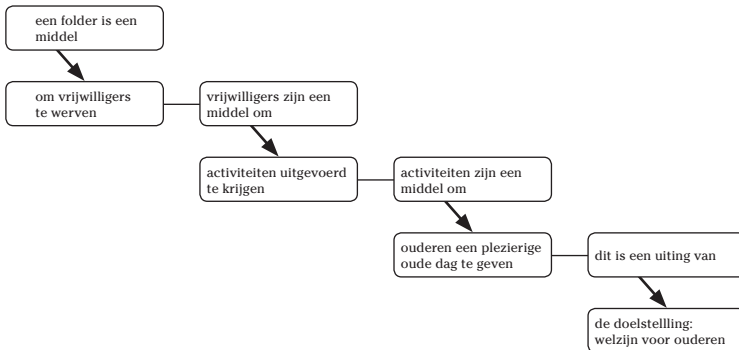 een folder is een
middel
om vrijwilligers
te werven
vrijwilligers zijn een
middel om
activiteiten uitgevoerd
te krijgen
activiteiten zijn een
middel om
ouderen een plezierige
oude dag te geven
dit is een uiting van
de doelstellling:
welzijn voor ouderen